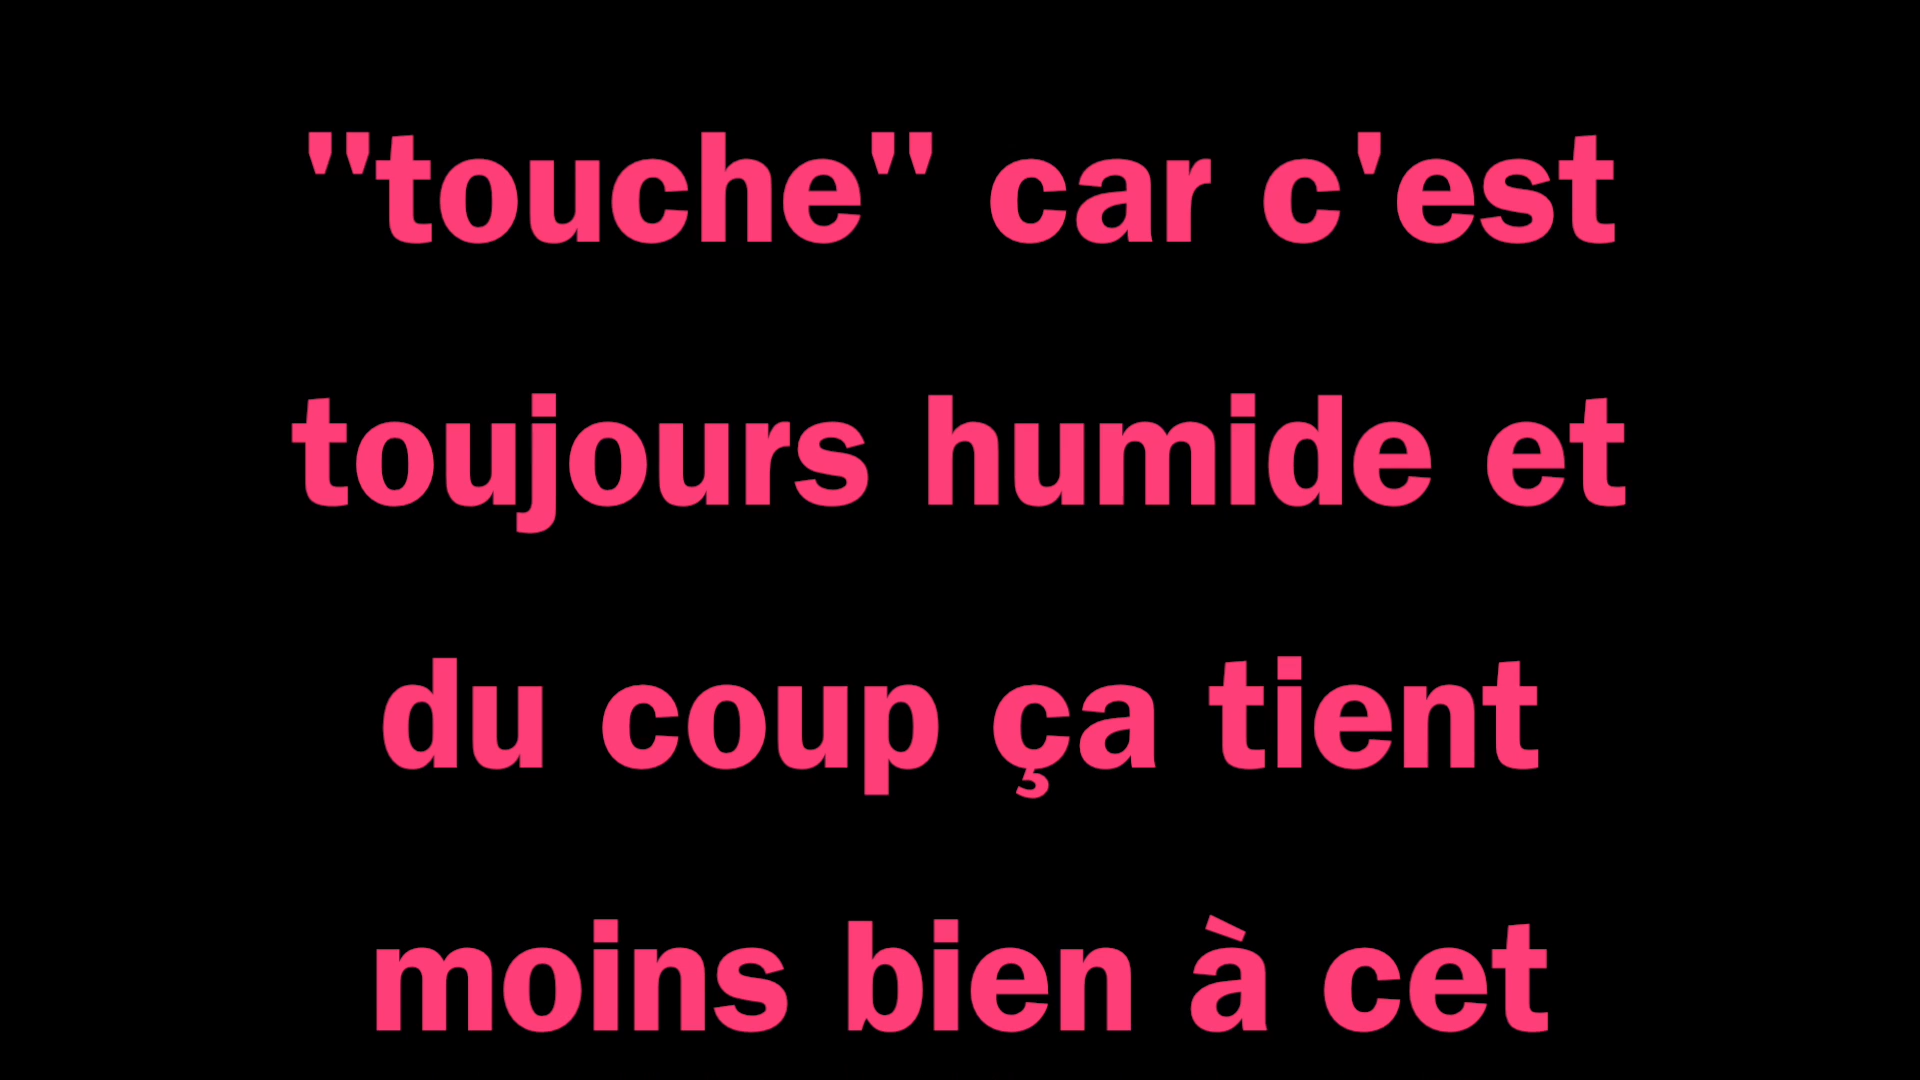 "touche" car c'est
toujours humide et
du coup ça tient
moins bien à cet